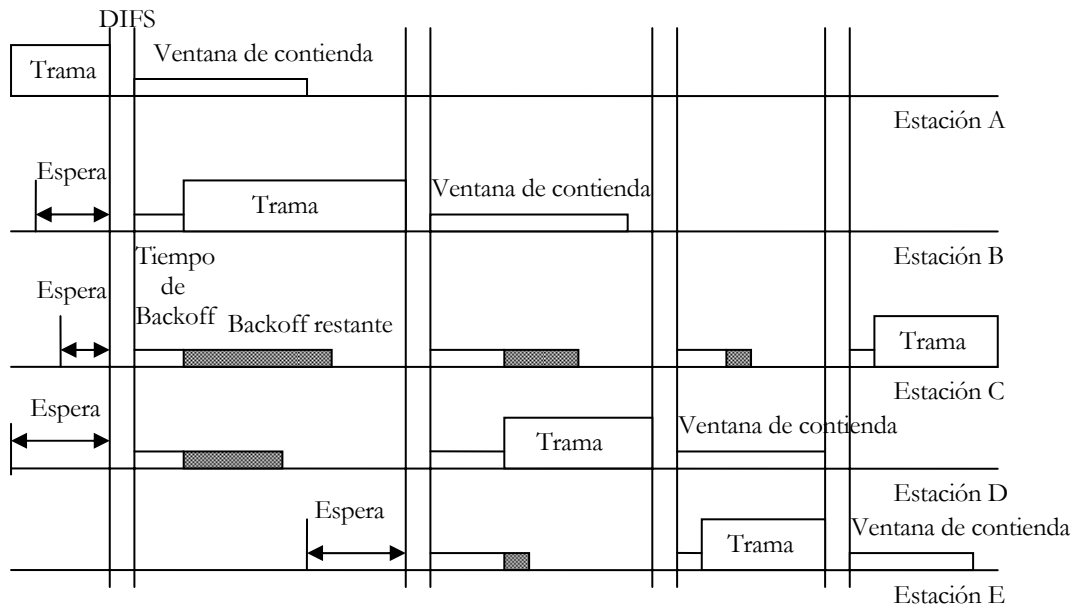 DIFS
Trama
Ventana de contienda
Estación A
Espera
Trama
Ventana de contienda
Estación B
Espera
Tiempo
de
Backoff
Backoff restante
Trama
Estación C
Espera
Trama
Ventana de contienda
Estación D
Espera
Trama
Ventana de contienda
Estación E